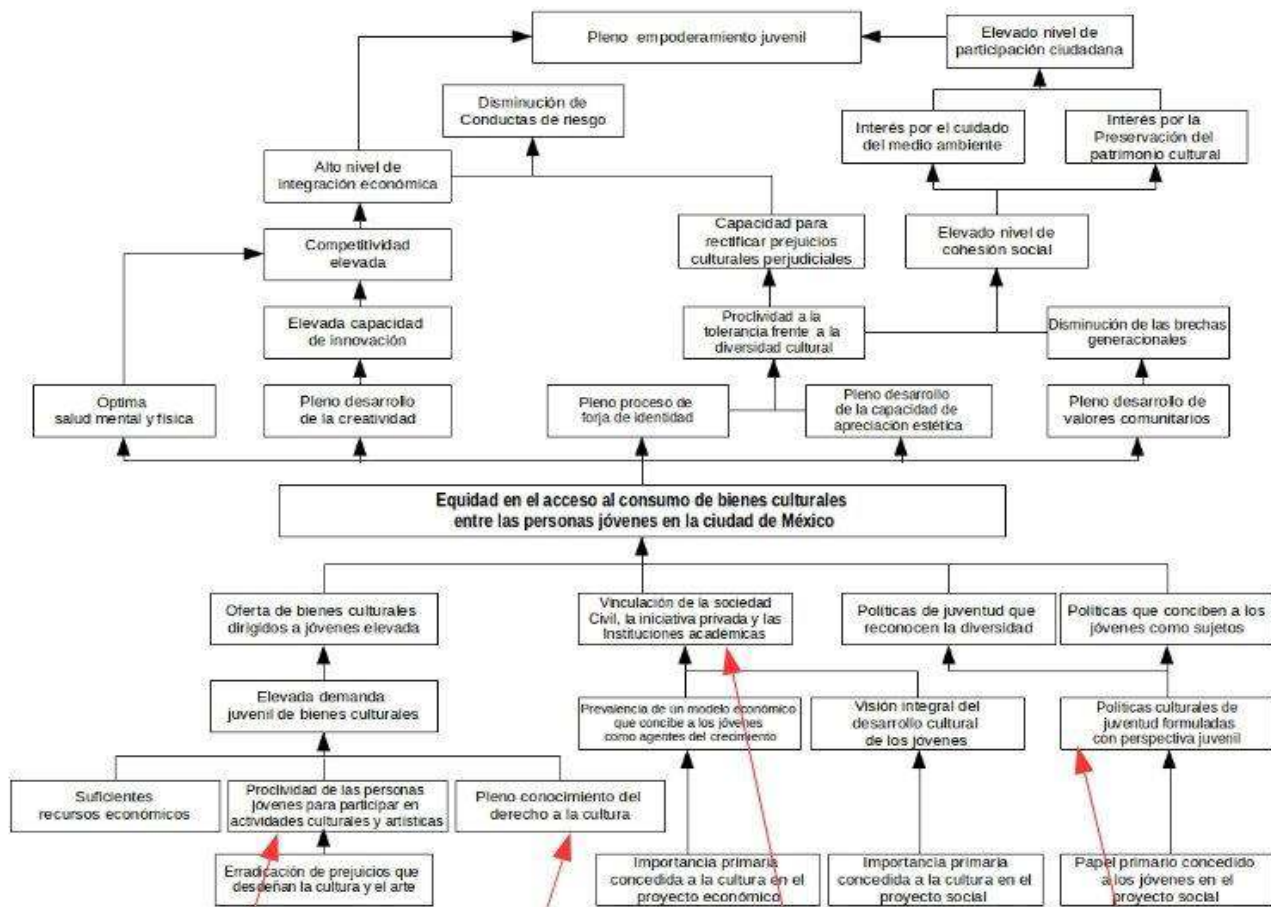 Pleno empoderamiento juvenil
Elevado nivel de
participación ciudadana
Disminución de
Conductas de riesgo
Interés por el cuidado
del medio ambiente
Interés por la
Preservación del
patrimonio cultural
Alto nivel de
integración económica
Capacidad para
rectificar prejuicios
culturales perjudiciales
Elevado nivel de
cohesión social
Competitividad
elevada
Elevada capacidad
de innovación
Proclividad a la
tolerancia frente a la
diversidad cultural
Disminución de las brechas
generacionales
Óptima
salud mental y física
Pleno desarrollo
de la creatividad
Pleno proceso de
forja de identidad
Pleno desarrollo
de la capacidad de
apreciación estética
Pleno desarrollo de
valores comunitarios
Equidad en el acceso al consumo de bienes culturales
entre las personas jóvenes en la ciudad de México
Oferta de bienes culturales
dirigidos a jóvenes elevada
Vinculación de la sociedad
Civil, la iniciativa privada y las
Instituciones académicas
Políticas de juventud que
reconocen la diversidad
Políticas que conciben a los
jóvenes como sujetos
Elevada demanda
juvenil de bienes culturales
Prevalencia de un modelo económico
que concibe a los jóvenes
como agentes del crecimiento
Visión integral del
desarrollo cultural
de los jóvenes
Políticas culturales de
juventud formuladas
con perspectiva juvenil
Suficientes
recursos económicos
Proclividad de las personas
jóvenes para participar en
actividades culturales y artísticas
Pleno conocimiento del
derecho a la cultura
Erradicación de prejuicios que
desdeñan la cultura y el arte
Importancia primaria
concedida a la cultura en el
proyecto económico
Importancia primaria
concedida a la cultura en el
proyecto social
Papel primario concedido
a los jóvenes en el
proyecto social